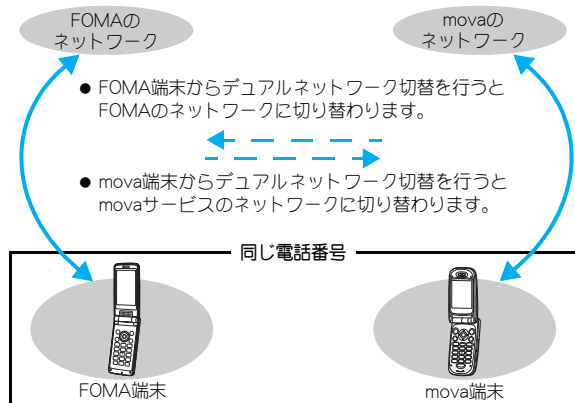 FOMAの
ネットワーク
movaの
ネットワーク
● FOMA端末からデュアルネットワーク切替を行うと
FOMAのネットワークに切り替わります。
● mova端末からデュアルネットワーク切替を行うと
movaサービスのネットワークに切り替わります。
同じ電話番号
FOMA端末
mova端末